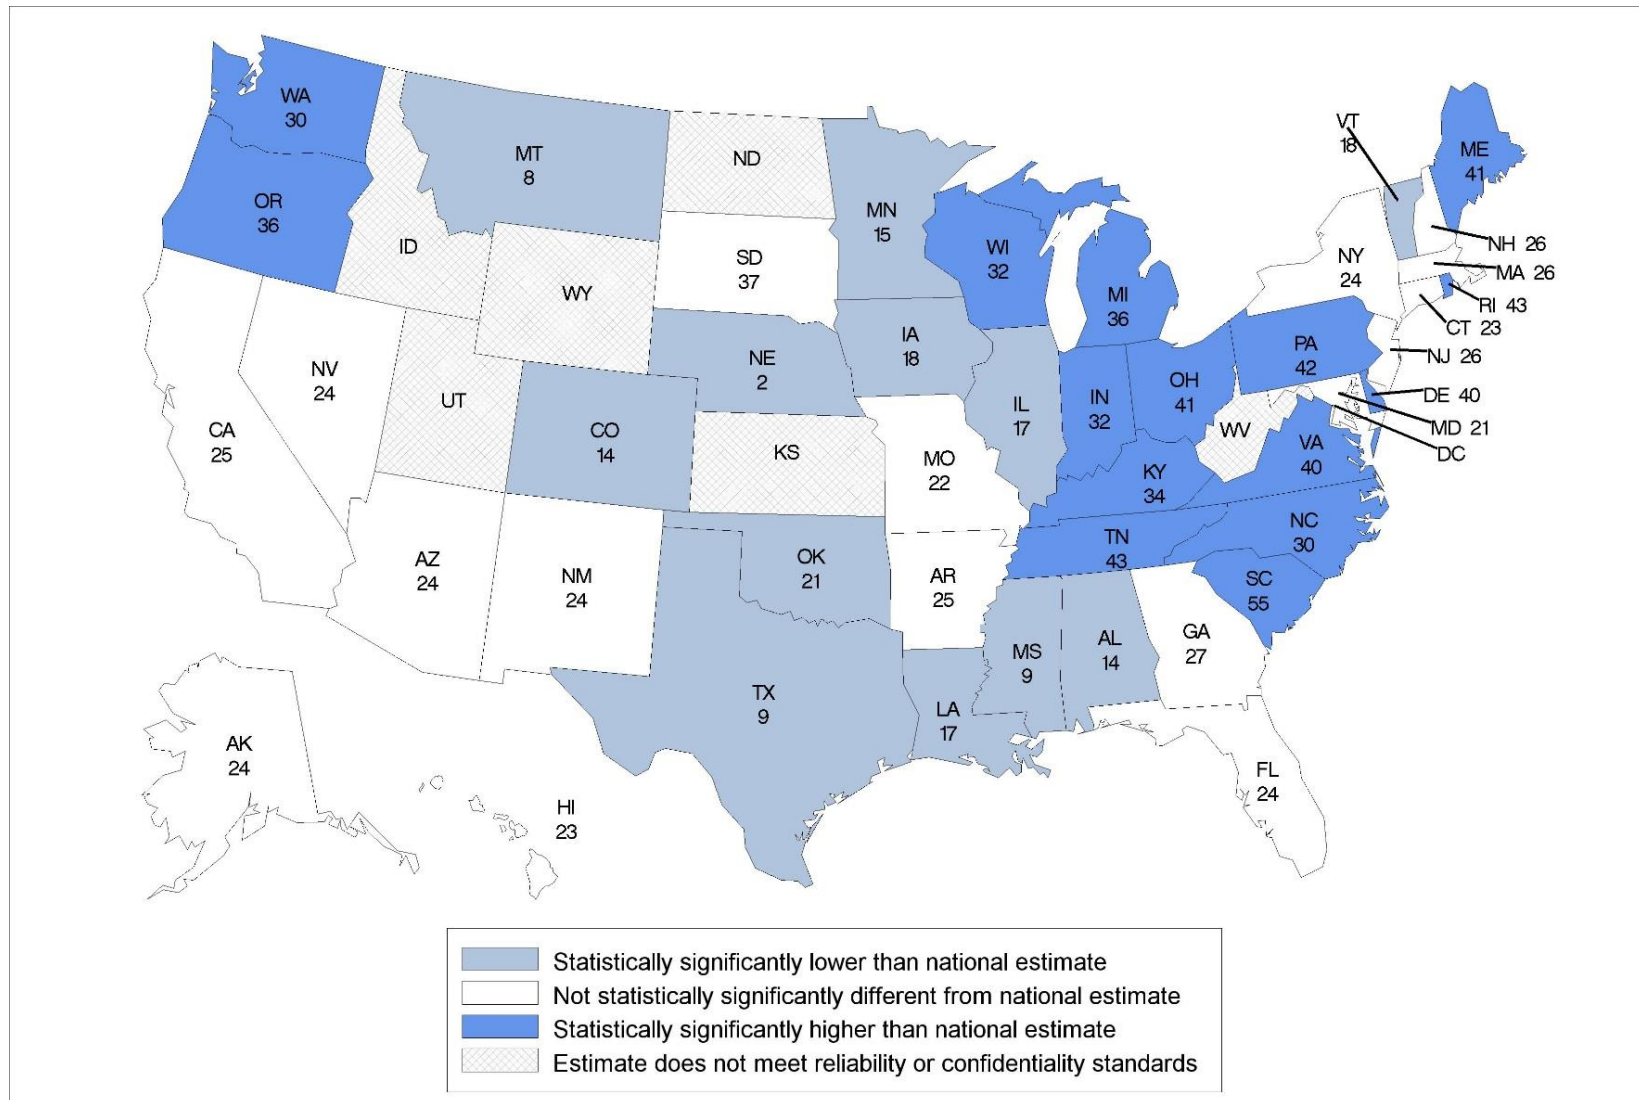 WA
30
OR
36
ID
MT
8
ND
WY
SD
37
NE
2
MN
15
IA
18
WI
32
MI
36
VT
18
ME
41
NH 26
MA 26
RI 43
CT 23
NJ 26
DE 40
MD 21
DC
NY
24
PA
42
OH
41
IN
32
IL
17
WV
VA
40
KY
34
NC
30
TN
43
SC
55
GA
27
FL
24
AL
14
MS
9
LA
17
AR
25
MO
22
KS
OK
21
TX
9
CO
14
UT
NV
24
CA
25
AZ
24
NM
24
AK
24
HI
23
Statistically significantly lower than national estimate
Not statistically significantly different from national estimate
Statistically significantly higher than national estimate
Estimate does not meet reliability or confidentiality standards